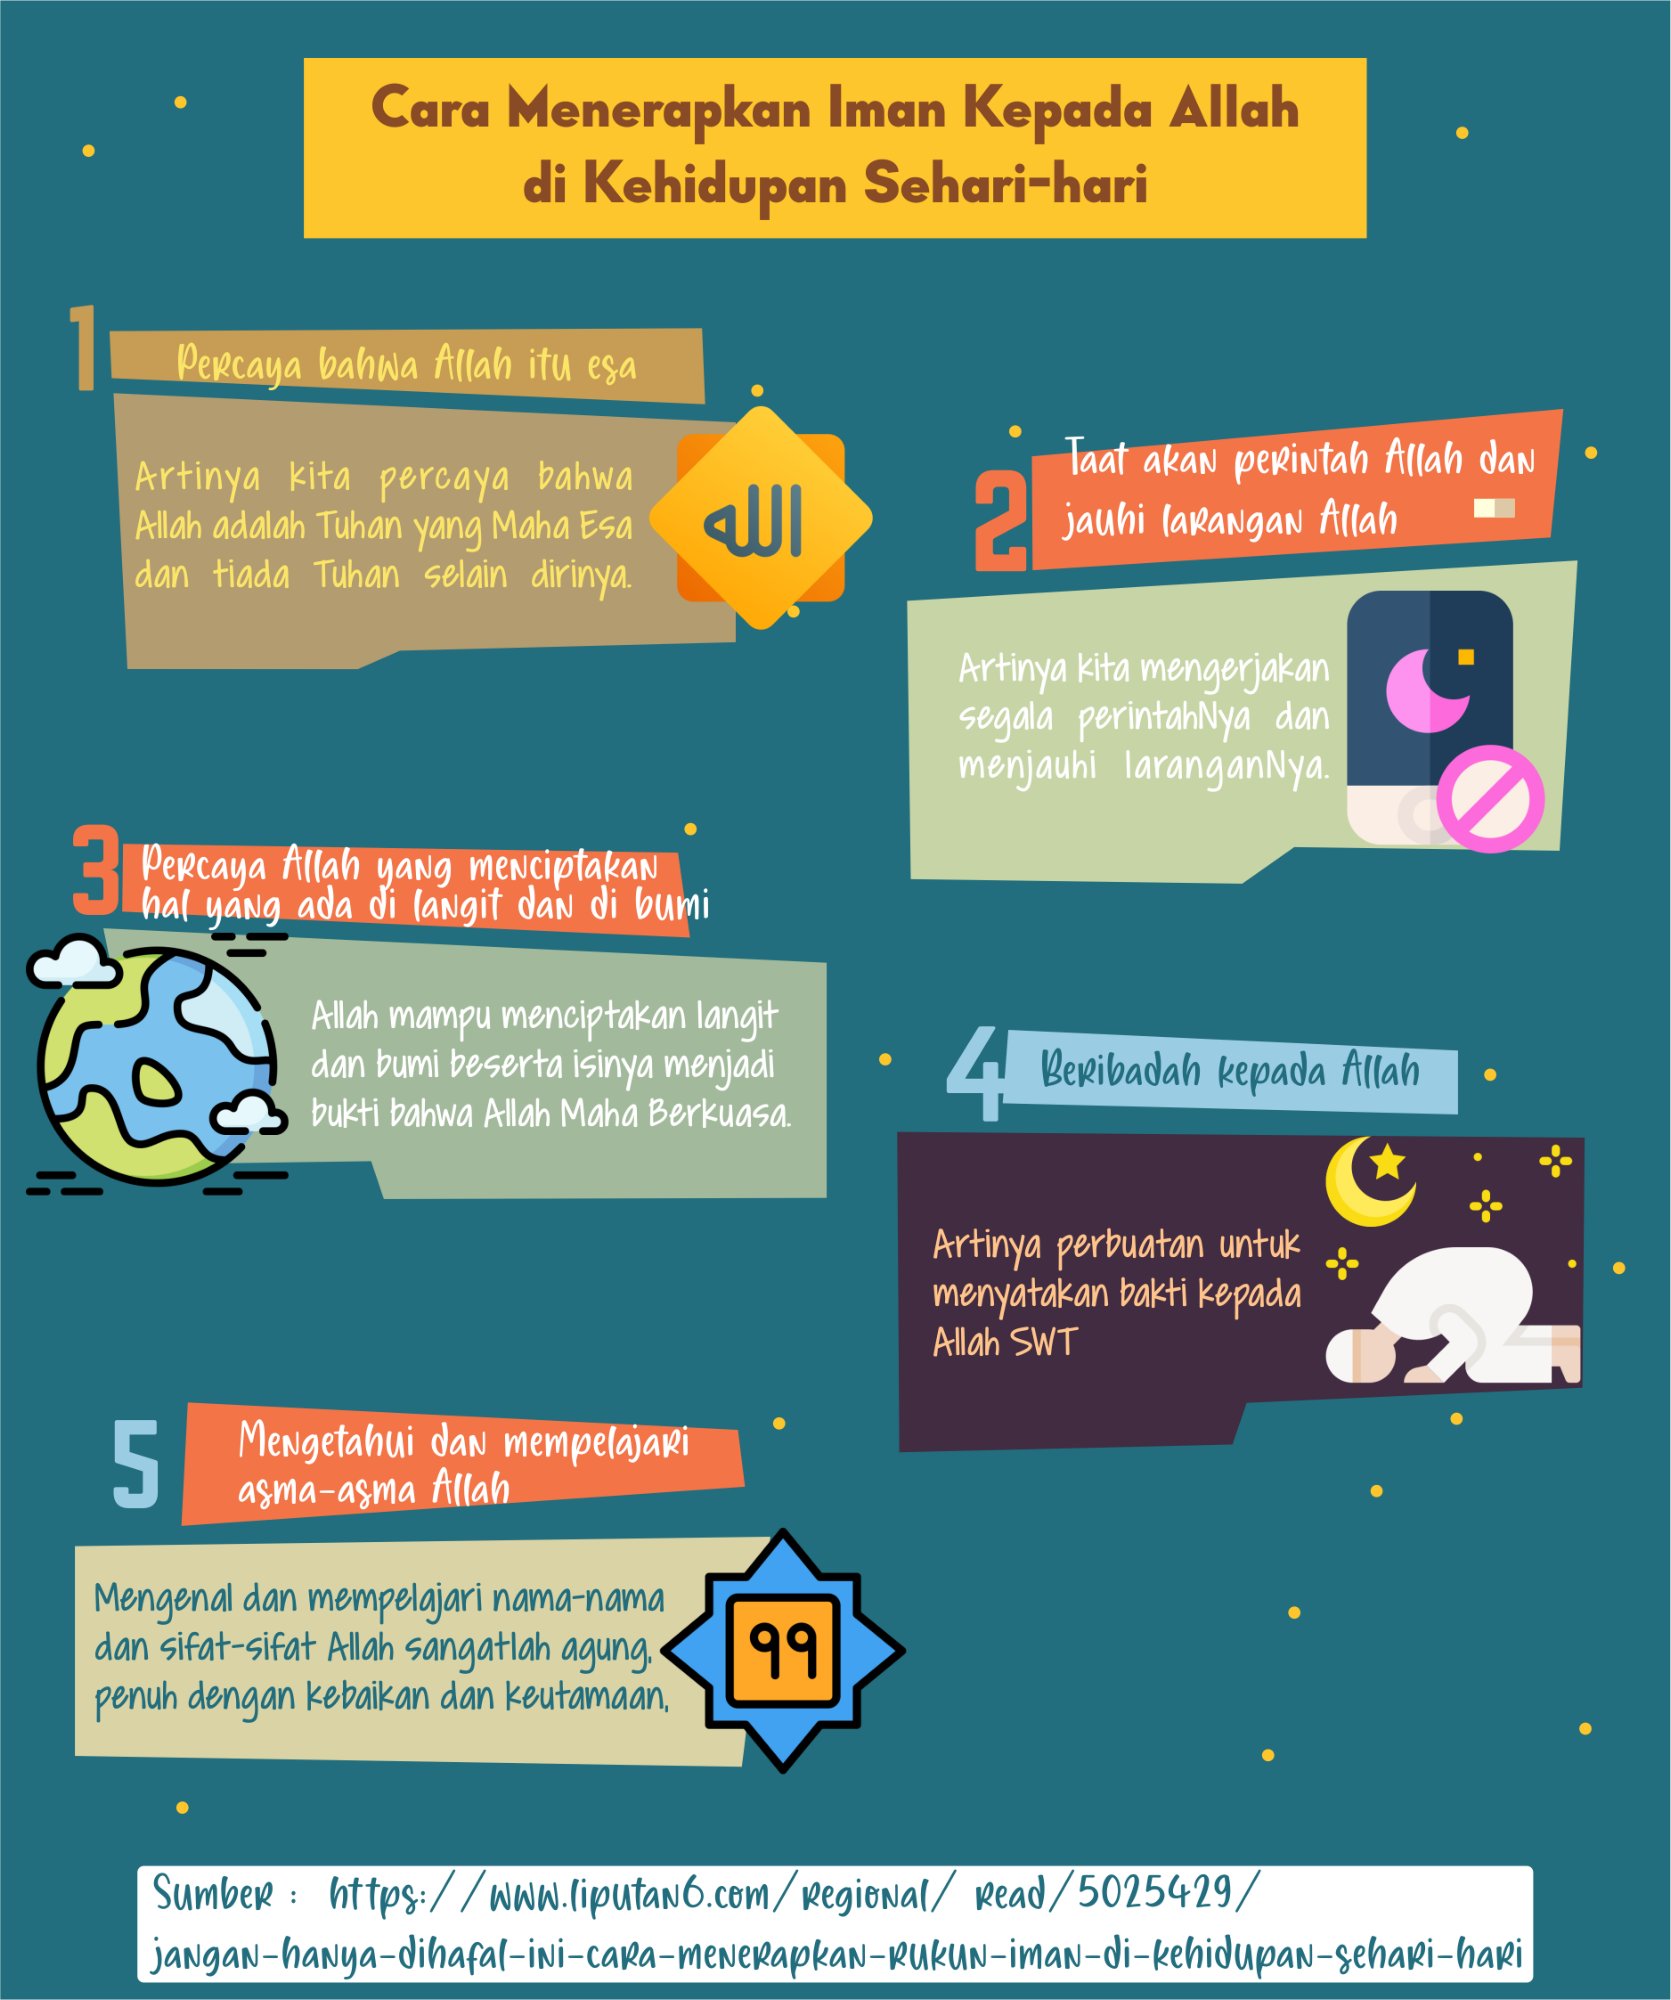 Cara Menerapkan Iman Kepada Allah
di Kehidupan Sehari-hari
1
Percaya bahwa Allah itu esa
Artinya kita percaya bahwa
Allah adalah Tuhan yang Maha Esa
dan tiada Tuhan selain dirinya.
الله
2
Taat akan perintah Allah dan
jauhi larangan Allah
Artinya kita mengerjakan
segala perintahNya dan
menjauhi laranganNya.
3
Percaya Allah yang menciptakan
hal yang ada di langit dan di bumi
Allah mampu menciptakan langit
dan bumi beserta isinya menjadi
bukti bahwa Allah Maha Berkuasa.
4
Beribadah kepada Allah
Artinya perbuatan untuk
menyatakan bakti kepada
Allah SWT
5
Mengetahui dan mempelajari
asma-asma Allah
Mengenal dan mempelajari nama-nama
dan sifat-sifat Allah sangatlah agung,
penuh dengan kebaikan dan keutamaan,
٩٩
Sumber : https://www.liputan6.com/regional/ read/5025429/
jangan-hanya-dihafal-ini-cara-menerapkan-rukun-iman-di-kehidupan-sehari-hari